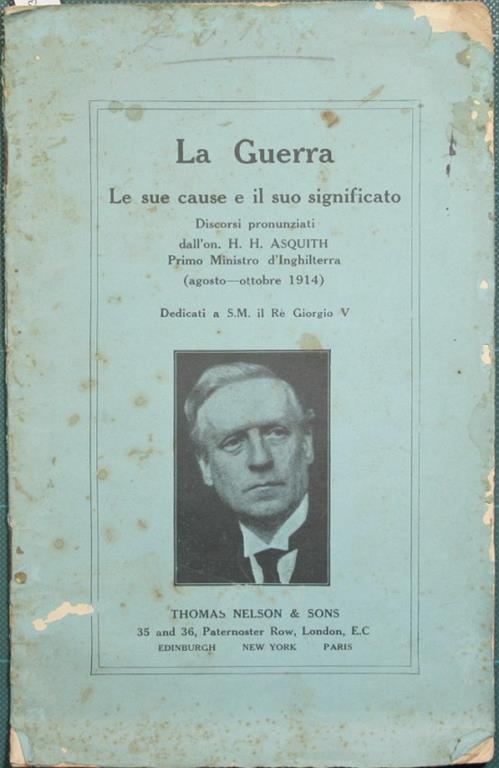 La Guerra
Le sue cause e il suo significato
Discorsi pronunziati
dall'on. H. H. ASQUITH
Primo Ministro d'Inghilterra
(agosto—ottobre 1914)
Dedicati a S.M. il Rè Giorgio V
THOMAS NELSON & SONS
35 and 36, Paternoster Row, London, E.C
EDINBURGH NEW YORK PARIS